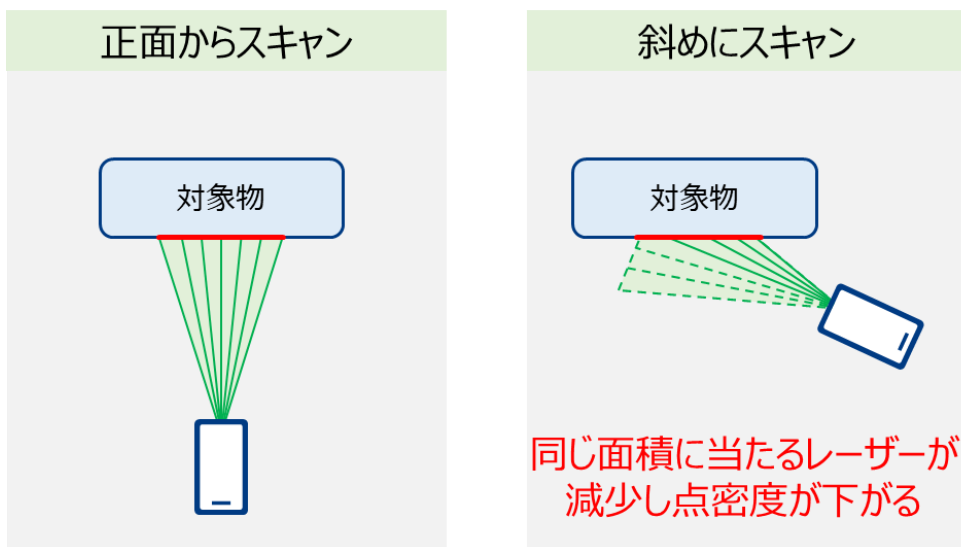 正面からスキャン
対象物
斜めにスキャン
対象物
同じ面積に当たるレーザーが
減少し点密度が下がる